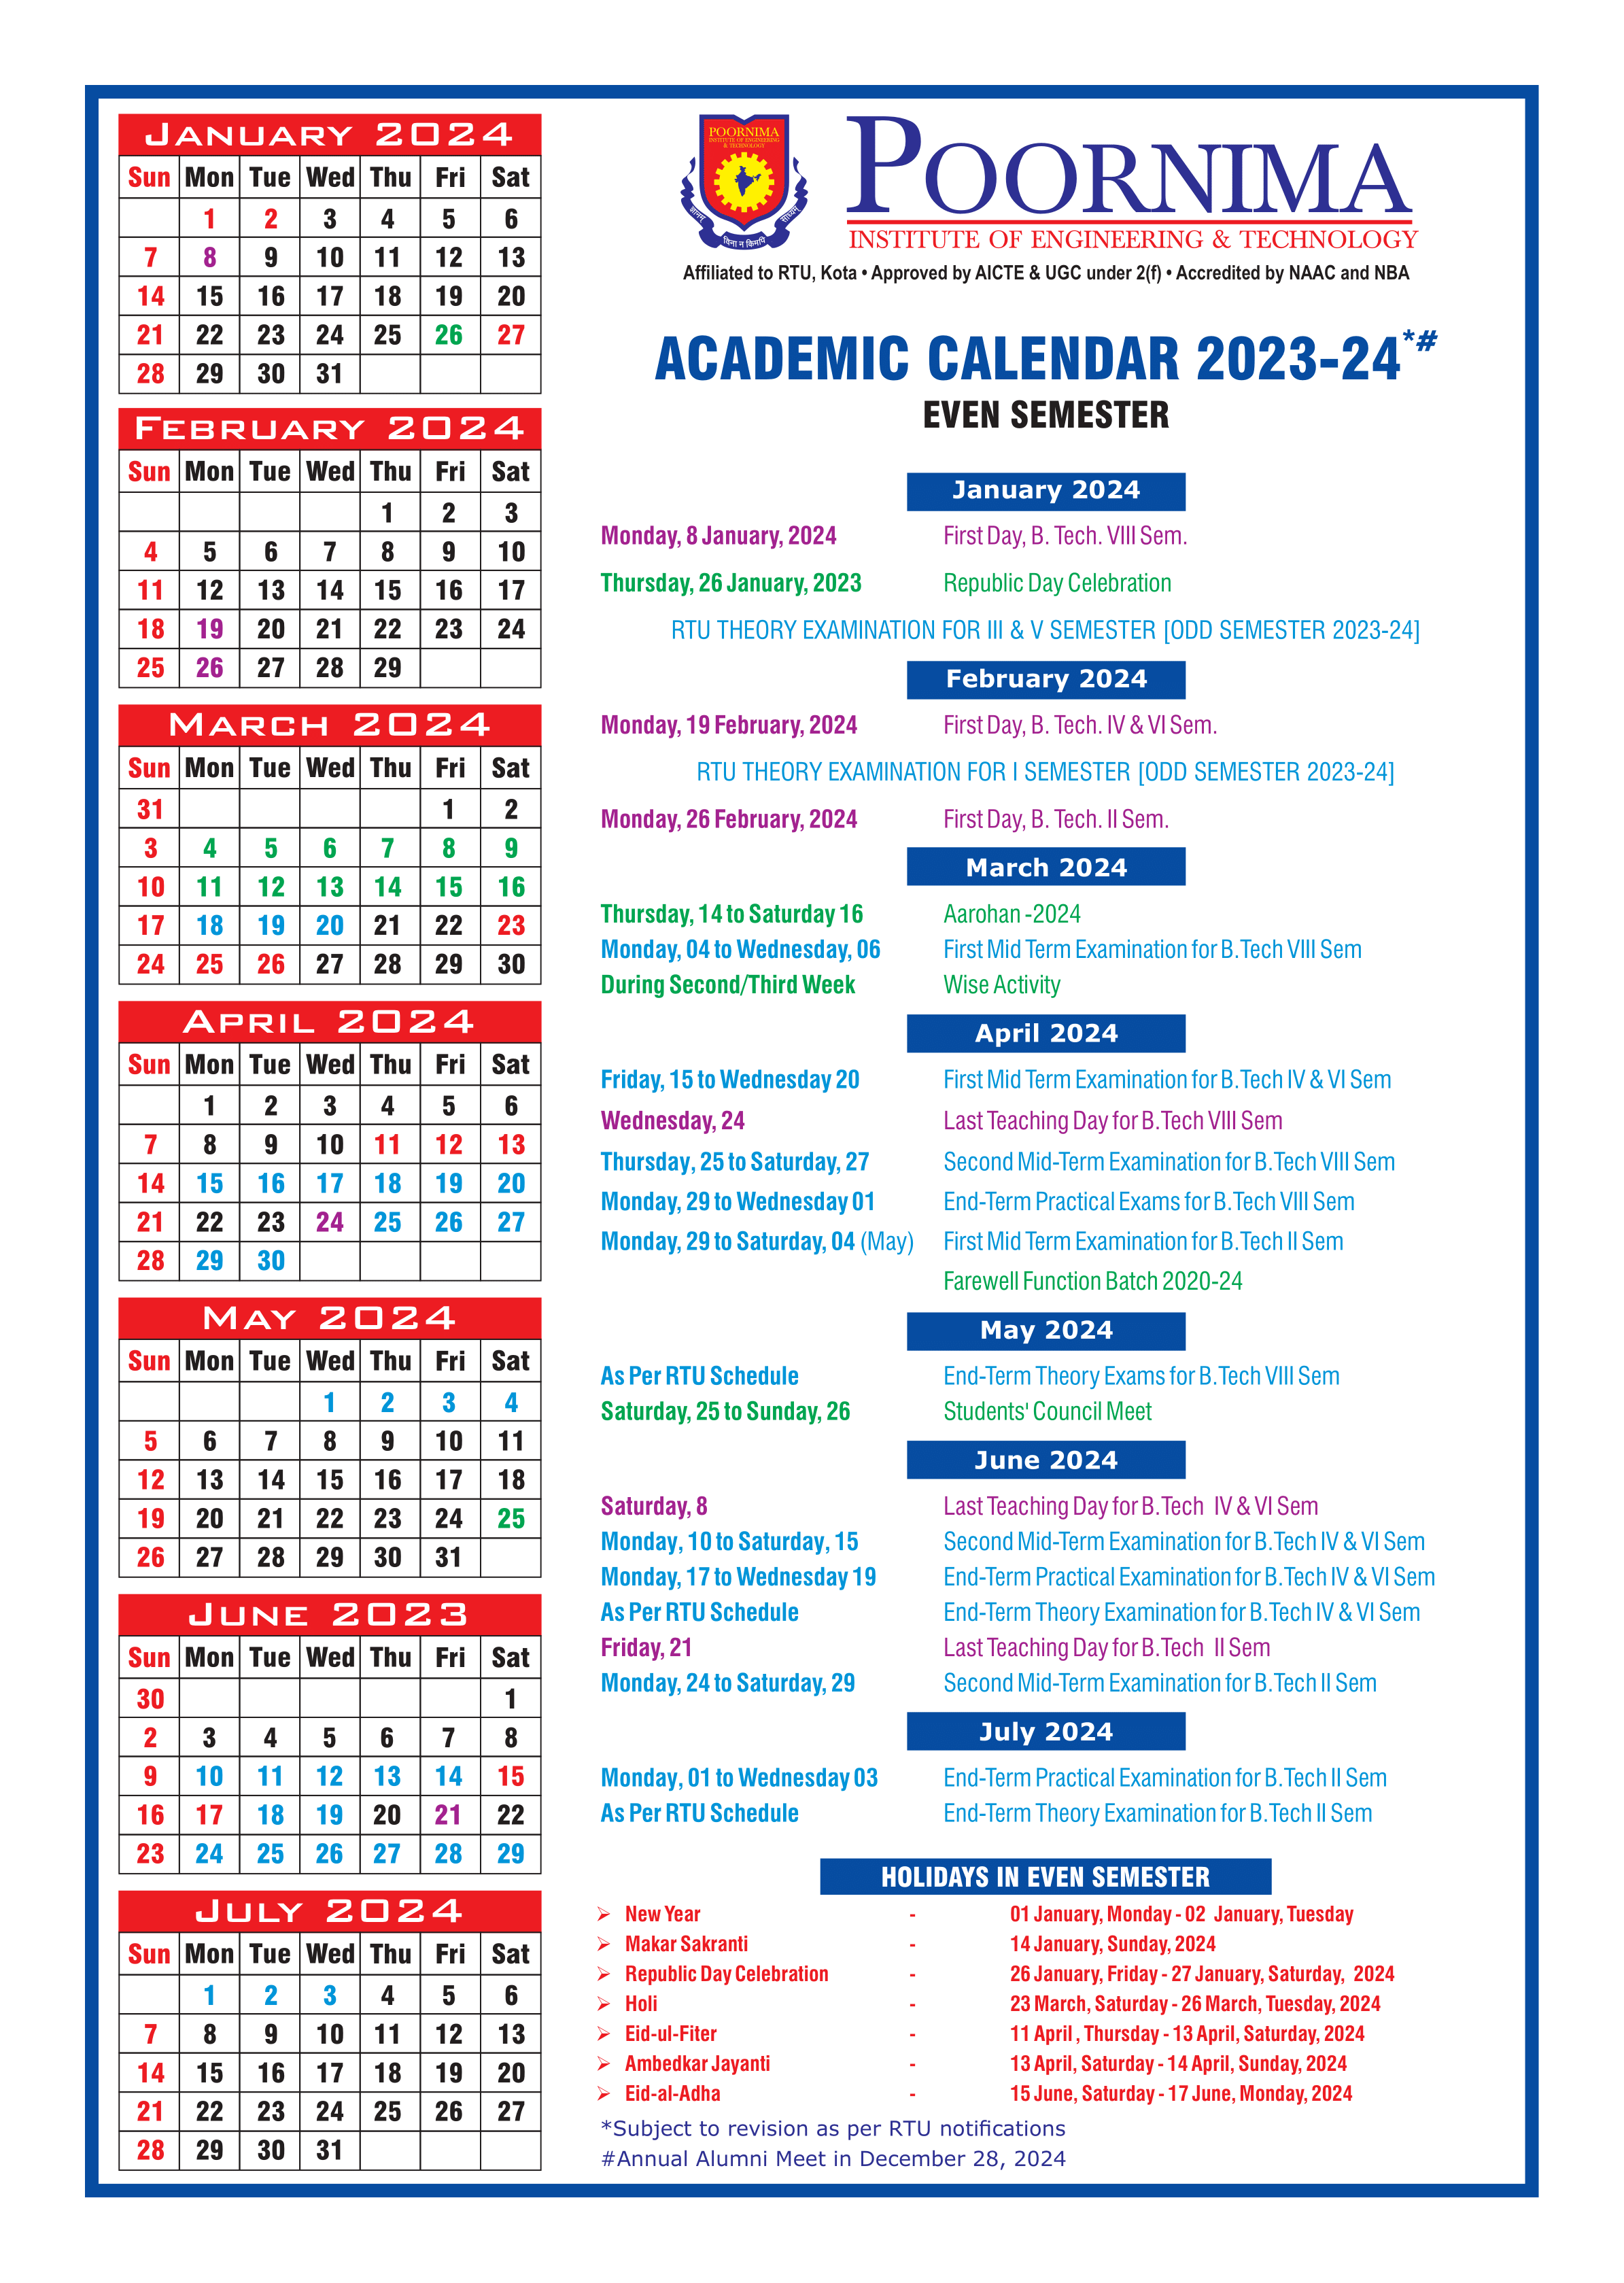 JANUARY 2024
Sun Mon Tue Wed Thu Fri Sat
1 2 3 4 5 6
7 8 9 10 11 12 13
14 15 16 17 18 19 20
21 22 23 24 25 26 27
28 29 30 31
FEBRUARY 2024
Sun Mon Tue Wed Thu Fri Sat
1 2 3
4 5 6 7 8 9 10
11 12 13 14 15 16 17
18 19 20 21 22 23 24
25 26 27 28 29
MARCH 2024
Sun Mon Tue Wed Thu Fri Sat
31 1 2
3 4 5 6 7 8 9
10 11 12 13 14 15 16
17 18 19 20 21 22 23
24 25 26 27 28 29 30
APRIL 2024
Sun Mon Tue Wed Thu Fri Sat
1 2 3 4 5 6
7 8 9 10 11 12 13
14 15 16 17 18 19 20
21 22 23 24 25 26 27
28 29 30
MAY 2024
Sun Mon Tue Wed Thu Fri Sat
1 2 3 4
5 6 7 8 9 10 11
12 13 14 15 16 17 18
19 20 21 22 23 24 25
26 27 28 29 30 31
JUNE 2023
Sun Mon Tue Wed Thu Fri Sat
30 1
2 3 4 5 6 7 8
9 10 11 12 13 14 15
16 17 18 19 20 21 22
23 24 25 26 27 28 29
JULY 2024
Sun Mon Tue Wed Thu Fri Sat
1 2 3 4 5 6
7 8 9 10 11 12 13
14 15 16 17 18 19 20
21 22 23 24 25 26 27
28 29 30 31
POORNIMA
INSTITUTE OF ENGINEERING
& TECHNOLOGY
ज्ञानम् विना न किमपि साध्यम्
POORNIMA
INSTITUTE OF ENGINEERING & TECHNOLOGY
Affiliated to RTU, Kota • Approved by AICTE & UGC under 2(f) • Accredited by NAAC and NBA
ACADEMIC CALENDAR 2023-24*#
EVEN SEMESTER
January 2024
Monday, 8 January, 2024 First Day, B. Tech. VIII Sem.
Thursday, 26 January, 2023 Republic Day Celebration
RTU THEORY EXAMINATION FOR III & V SEMESTER [ODD SEMESTER 2023-24]
February 2024
Monday, 19 February, 2024 First Day, B. Tech. IV & VI Sem.
RTU THEORY EXAMINATION FOR I SEMESTER [ODD SEMESTER 2023-24]
Monday, 26 February, 2024 First Day, B. Tech. II Sem.
March 2024
Thursday, 14 to Saturday 16 Aarohan -2024
Monday, 04 to Wednesday, 06 First Mid Term Examination for B.Tech VIII Sem
During Second/Third Week Wise Activity
April 2024
Friday, 15 to Wednesday 20 First Mid Term Examination for B.Tech IV & VI Sem
Wednesday, 24 Last Teaching Day for B.Tech VIII Sem
Thursday, 25 to Saturday, 27 Second Mid-Term Examination for B.Tech VIII Sem
Monday, 29 to Wednesday 01 End-Term Practical Exams for B.Tech VIII Sem
Monday, 29 to Saturday, 04 (May) First Mid Term Examination for B.Tech II Sem
Farewell Function Batch 2020-24
May 2024
As Per RTU Schedule End-Term Theory Exams for B.Tech VIII Sem
Saturday, 25 to Sunday, 26 Students' Council Meet
June 2024
Saturday, 8 Last Teaching Day for B.Tech IV & VI Sem
Monday, 10 to Saturday, 15 Second Mid-Term Examination for B.Tech IV & VI Sem
Monday, 17 to Wednesday 19 End-Term Practical Examination for B.Tech IV & VI Sem
As Per RTU Schedule End-Term Theory Examination for B.Tech IV & VI Sem
Friday, 21 Last Teaching Day for B.Tech II Sem
Monday, 24 to Saturday, 29 Second Mid-Term Examination for B.Tech II Sem
July 2024
Monday, 01 to Wednesday 03 End-Term Practical Examination for B.Tech II Sem
As Per RTU Schedule End-Term Theory Examination for B.Tech II Sem
HOLIDAYS IN EVEN SEMESTER
➢ New Year - 01 January, Monday - 02 January, Tuesday
➢ Makar Sakranti - 14 January, Sunday, 2024
➢ Republic Day Celebration - 26 January, Friday - 27 January, Saturday, 2024
➢ Holi - 23 March, Saturday - 26 March, Tuesday, 2024
➢ Eid-ul-Fiter - 11 April , Thursday - 13 April, Saturday, 2024
➢ Ambedkar Jayanti - 13 April, Saturday - 14 April, Sunday, 2024
➢ Eid-al-Adha - 15 June, Saturday - 17 June, Monday, 2024
*Subject to revision as per RTU notifications
#Annual Alumni Meet in December 28, 2024